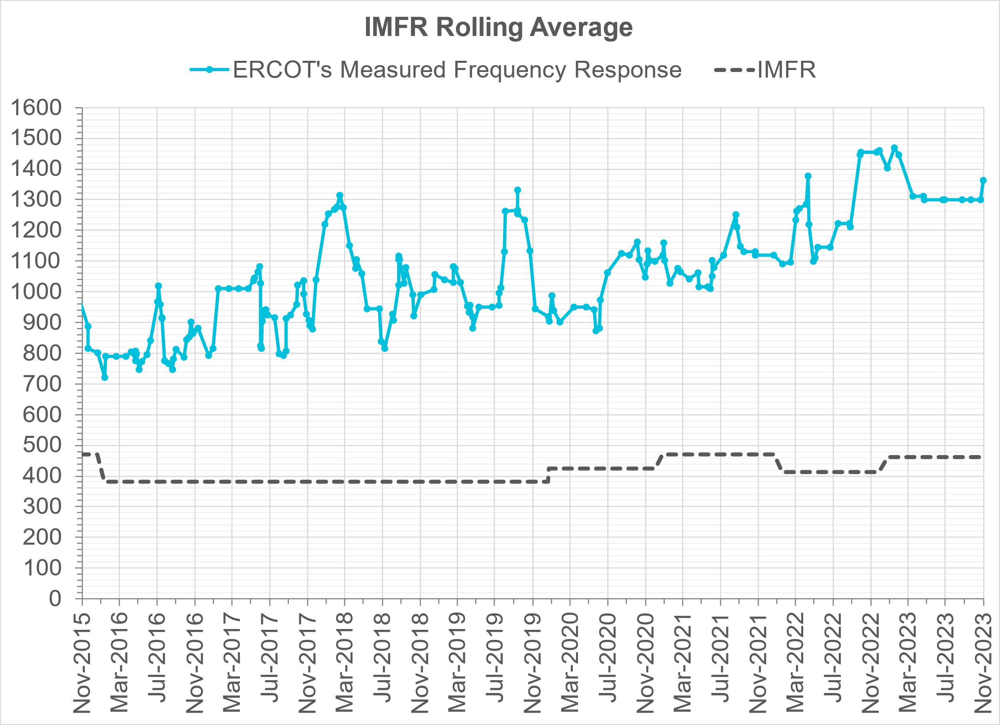 IMFR Rolling Average
ERCOT's Measured Frequency Response IMFR
1600
1500
1400
1300
1200
1100
1000
900
800
700
600
500
400
300
200
100
0
Nov-2015
Mar-2016
Jul-2016
Nov-2016
Mar-2017
Jul-2017
Nov-2017
Mar-2018
Jul-2018
Nov-2018
Mar-2019
Jul-2019
Nov-2019
Mar-2020
Jul-2020
Nov-2020
Mar-2021
Jul-2021
Nov-2021
Mar-2022
Jul-2022
Nov-2022
Mar-2023
Jul-2023
Nov-2023